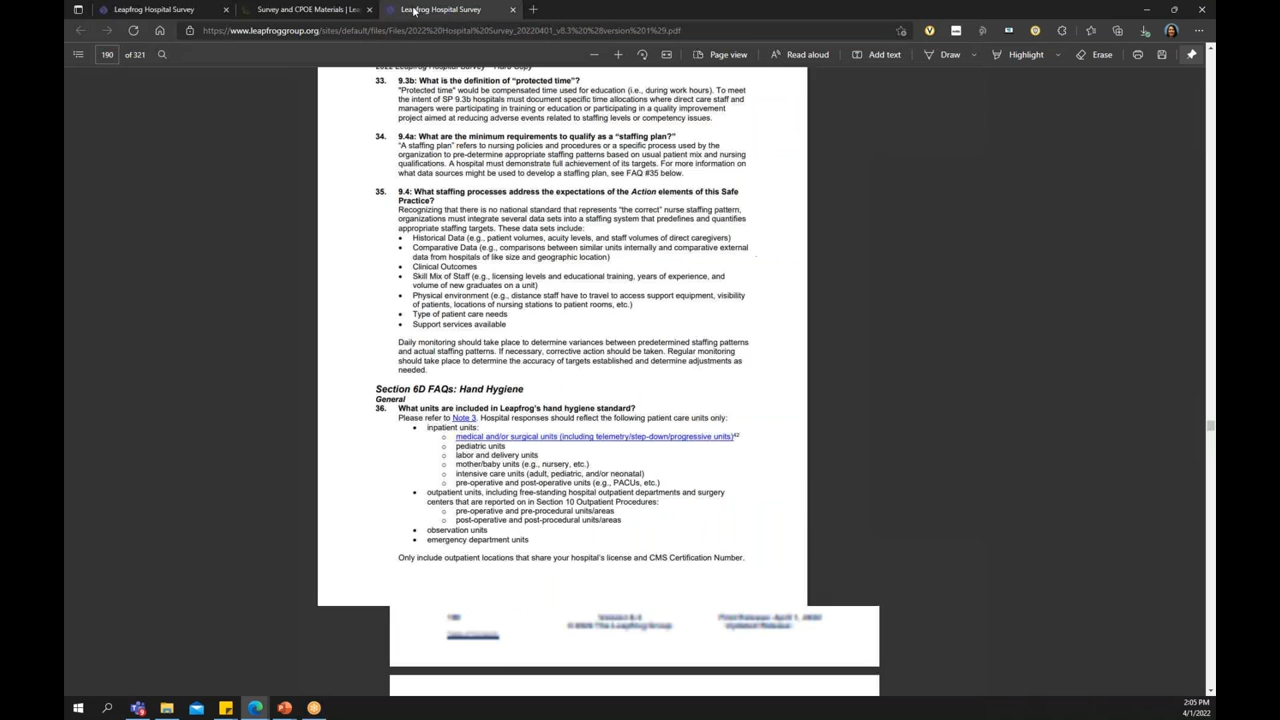 Leapfrog Hospital Survey
Survey and CPOE Materials | Lea
Leapfrog Hospital Survey
https://www.leapfroggroup.org/sites/default/files/Files/2022%20Hospital%20Survey_20220401_v8.3%20version%201%29.pdf
190 of 321
Page view
Read aloud
Add text
Draw
Highlight
Erase
2022 Leapfrog Hospital Survey – Hard Copy
33. 9.3b: What is the definition of “protected time”?
"Protected time” would be compensated time used for education (i.e., during work hours). To meet
the intent of SP 9.3b hospitals must document specific time allocations where direct care staff and
managers were participating in training or education or participating in a quality improvement
project aimed at reducing adverse events related to staffing levels or competency issues.
34. 9.4a: What are the minimum requirements to qualify as a “staffing plan?”
“A staffing plan” refers to nursing policies and procedures or a specific process used by the
organization to pre-determine appropriate staffing patterns based on usual patient mix and nursing
qualifications. A hospital must demonstrate full achievement of its targets. For more information on
what data sources might be used to develop a staffing plan, see FAQ #35 below.
35. 9.4: What staffing processes address the expectations of the Action elements of this Safe
Practice?
Recognizing that there is no national standard that represents “the correct” nurse staffing pattern,
organizations must integrate several data sets into a staffing system that predefines and quantifies
appropriate staffing targets. These data sets include:
• Historical Data (e.g., patient volumes, acuity levels, and staff volumes of direct caregivers)
• Comparative Data (e.g., comparisons between similar units internally and comparative external
data from hospitals of like size and geographic location)
• Clinical Outcomes
• Skill Mix of Staff (e.g., licensing levels and educational training, years of experience, and
volume of new graduates on a unit)
• Physical environment (e.g., distance staff have to travel to access support equipment, visibility
of patients, locations of nursing stations to patient rooms, etc.)
• Type of patient care needs
• Support services available
Daily monitoring should take place to determine variances between predetermined staffing patterns
and actual staffing patterns. If necessary, corrective action should be taken. Regular monitoring
should take place to determine the accuracy of targets established and determine adjustments as
needed.
Section 6D FAQs: Hand Hygiene
General
36. What units are included in Leapfrog’s hand hygiene standard?
Please refer to Note 3. Hospital responses should reflect the following patient care units only:
• inpatient units:
o medical and/or surgical units (including telemetry/step-down/progressive units)42
o pediatric units
o labor and delivery units
o mother/baby units (e.g., nursery, etc.)
o intensive care units (adult, pediatric, and/or neonatal)
o pre-operative and post-operative units (e.g., PACUs, etc.)
• outpatient units, including free-standing hospital outpatient departments and surgery
centers that are reported on in Section 10 Outpatient Procedures:
o pre-operative and pre-procedural units/areas
o post-operative and post-procedural units/areas
• observation units
• emergency department units
Only include outpatient locations that share your hospital’s license and CMS Certification Number.
2:05 PM
4/1/2022